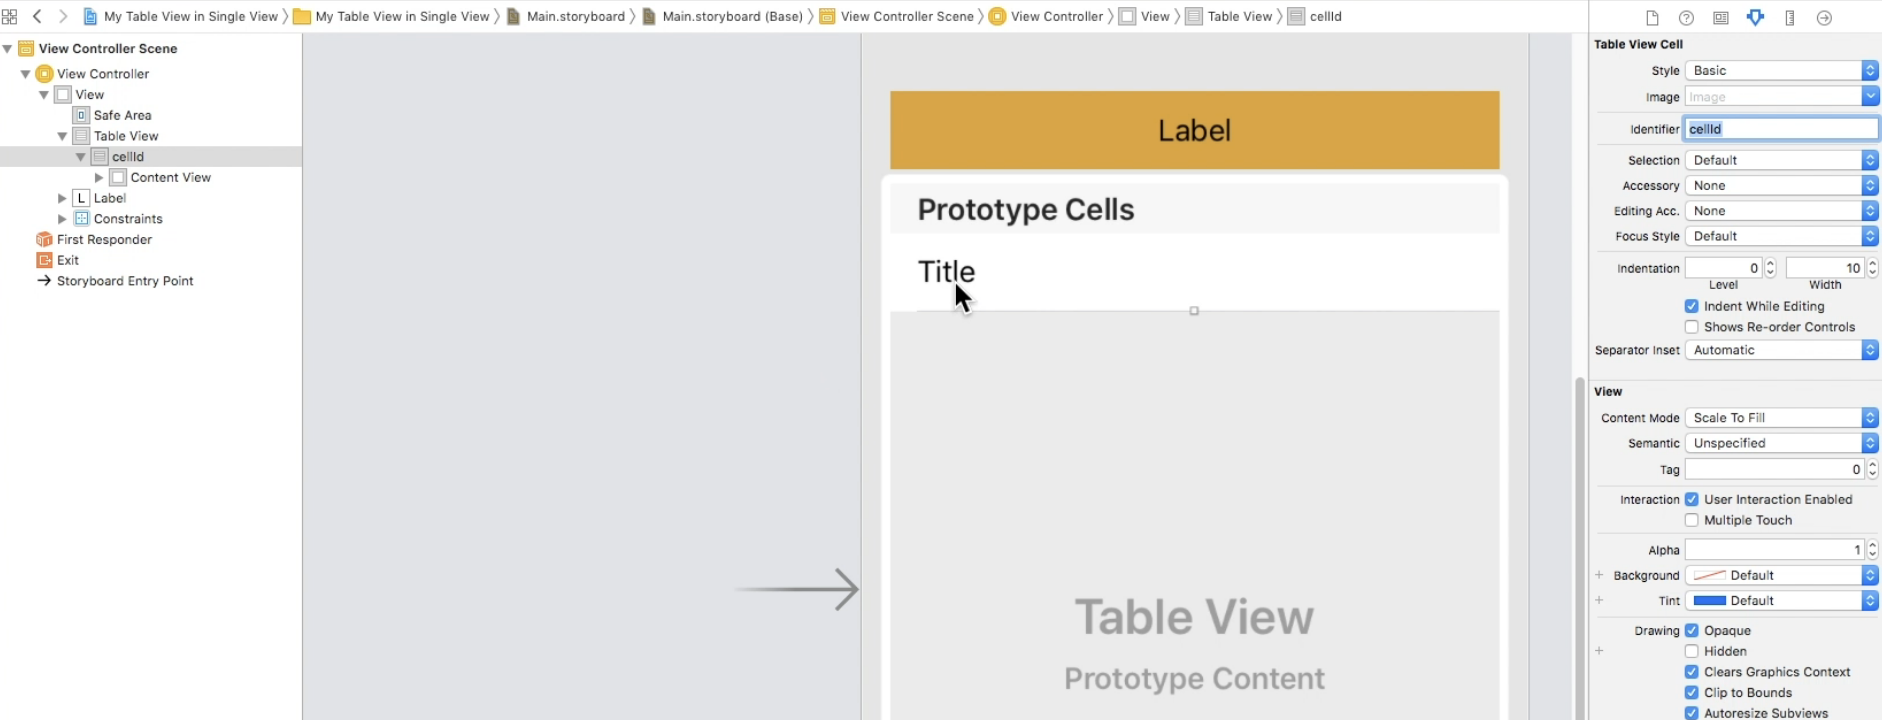 My Table View in Single View My Table View in Single View Main.storyboard Main.storyboard (Base) View Controller Scene View Controller View Table View cellId
View Controller Scene
View Controller
View
Safe Area
Table View
cellId
Content View
L Label
Constraints
First Responder
Exit
Storyboard Entry Point
Label
Prototype Cells
Title
Table View
Prototype Content
Table View Cell
Style Basic
Image Image
Identifier cellId
Selection Default
Accessory None
Editing Acc. None
Focus Style Default
Indentation 0 10
Level Width
Indent While Editing
Shows Re-order Controls
Separator Inset Automatic
View
Content Mode Scale To Fill
Semantic Unspecified
Tag 0
Interaction User Interaction Enabled
Multiple Touch
Alpha 1
+ Background Default
+ Tint Default
Drawing Opaque
+ Hidden
Clears Graphics Context
Clip to Bounds
Autoresize Subviews